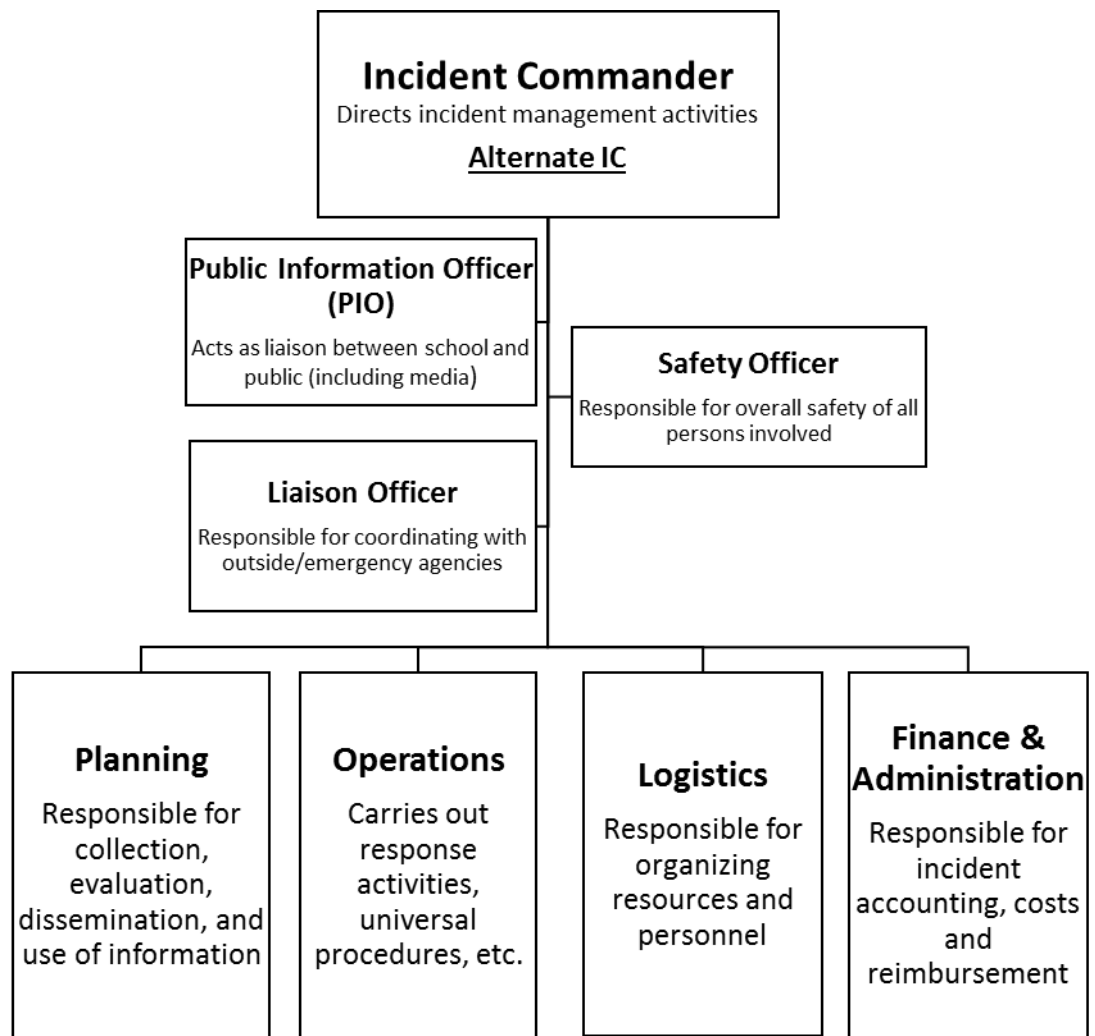 Incident Commander
Directs incident management activities
Alternate IC
Public Information Officer
(PIO)
Acts as liaison between school and
public (including media)
Safety Officer
Responsible for overall safety of all
persons involved
Liaison Officer
Responsible for coordinating with
outside/emergency agencies
Planning
Responsible for
collection,
evaluation,
dissemination, and
use of information
Operations
Carries out
response
activities,
universal
procedures, etc.
Logistics
Responsible for
organizing
resources and
personnel
Finance &
Administration
Responsible for
incident
accounting, costs
and
reimbursement